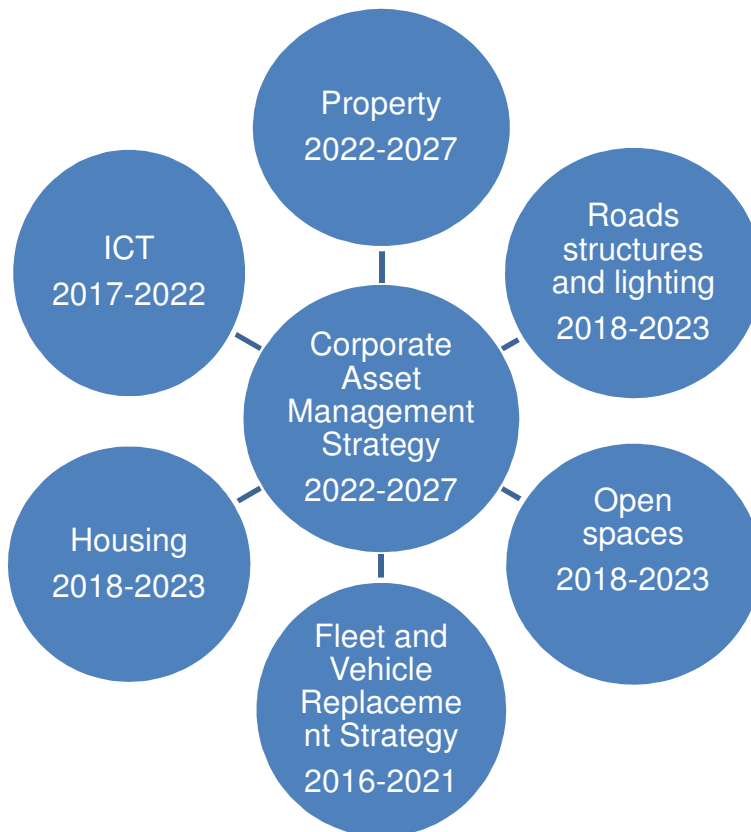 Property
2022-2027
Roads
structures
and lighting
2018-2023
Open
spaces
2018-2023
Fleet and
Vehicle
Replaceme
nt Strategy
2016-2021
Housing
2018-2023
ICT
2017-2022
Corporate
Asset
Management
Strategy
2022-2027